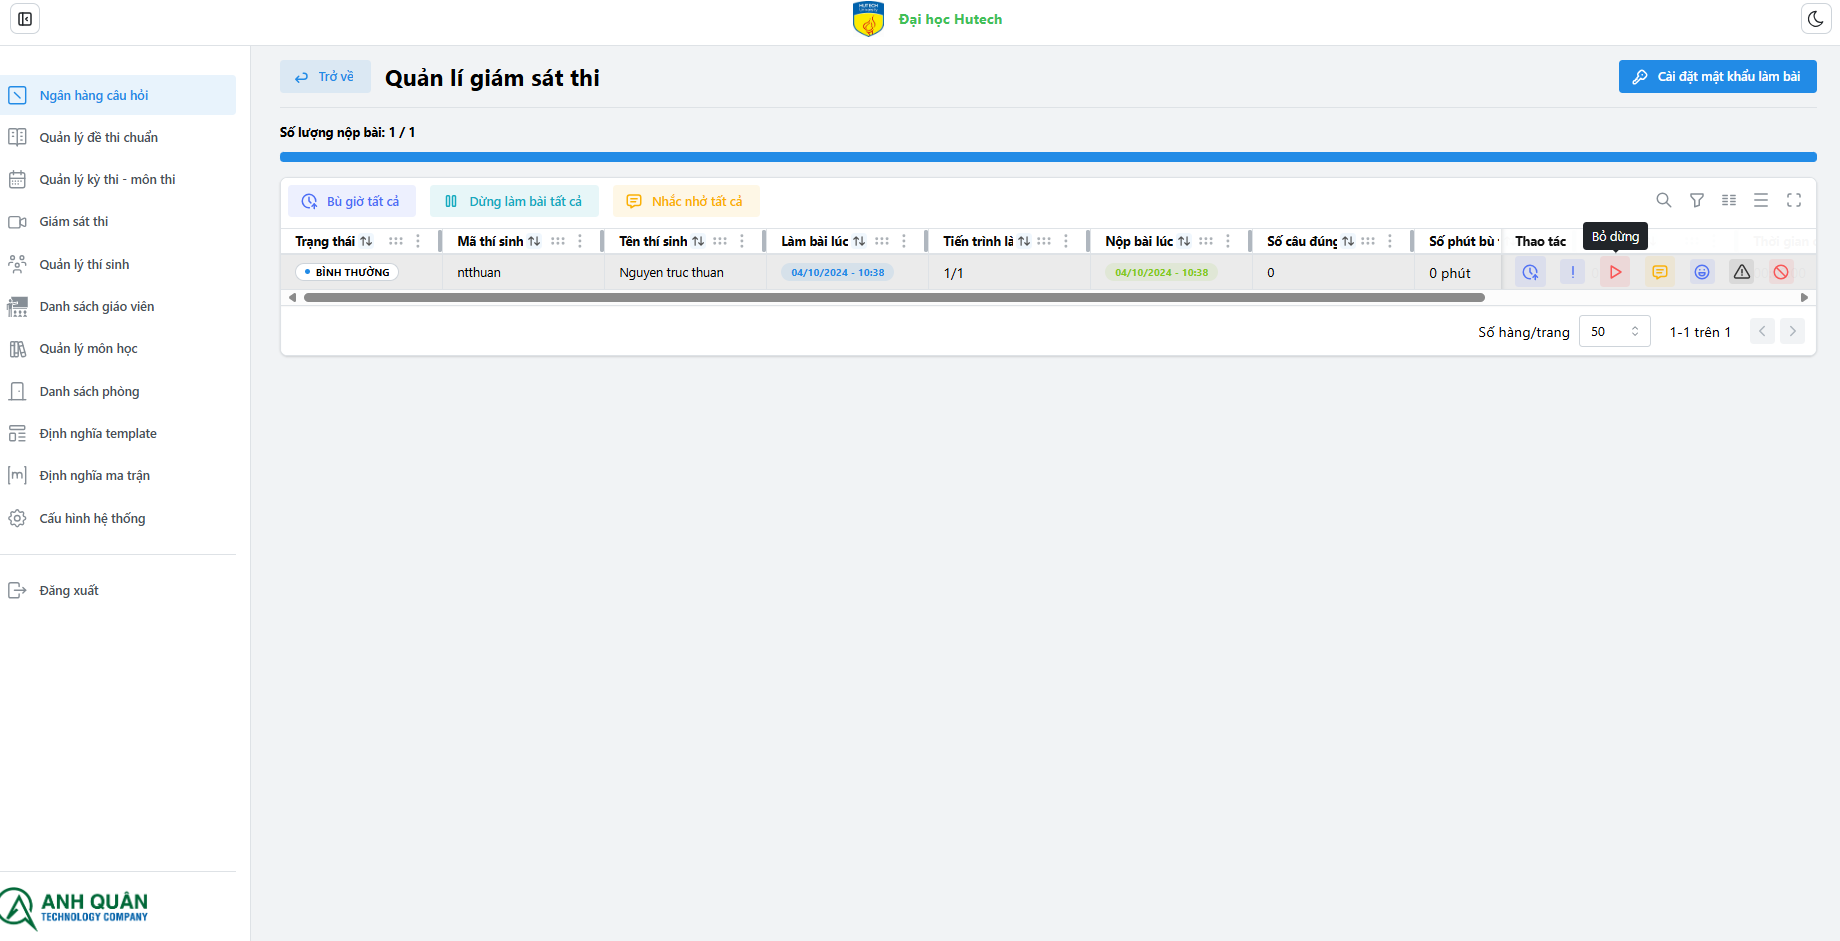 Đại học Hutech
Ngân hàng câu hỏi
Quản lý đề thi chuẩn
Quản lý kỳ thi - môn thi
Giám sát thi
Quản lý thí sinh
Danh sách giáo viên
Quản lý môn học
Danh sách phòng
Định nghĩa template
Định nghĩa ma trận
Cấu hình hệ thống
Đăng xuất
ANH QUÂN
TECHNOLOGY COMPANY
Trở về
Quản lí giám sát thi
Cài đặt mật khẩu làm bài
Số lượng nộp bài: 1 / 1
Bù giờ tất cả
Dừng làm bài tất cả
Nhắc nhở tất cả
Bỏ dừng
Trạng thái Mã thí sinh Tên thí sinh Làm bài lúc Tiến trình là Nộp bài lúc Số câu đúng Số phút bù Thao tác Thời gian
BÌNH THƯỜNG ntthuan Nguyen truc thuan 04/10/2024 - 10:38 1/1 04/10/2024 - 10:38 0 0 phút
Số hàng/trang 50 1-1 trên 1